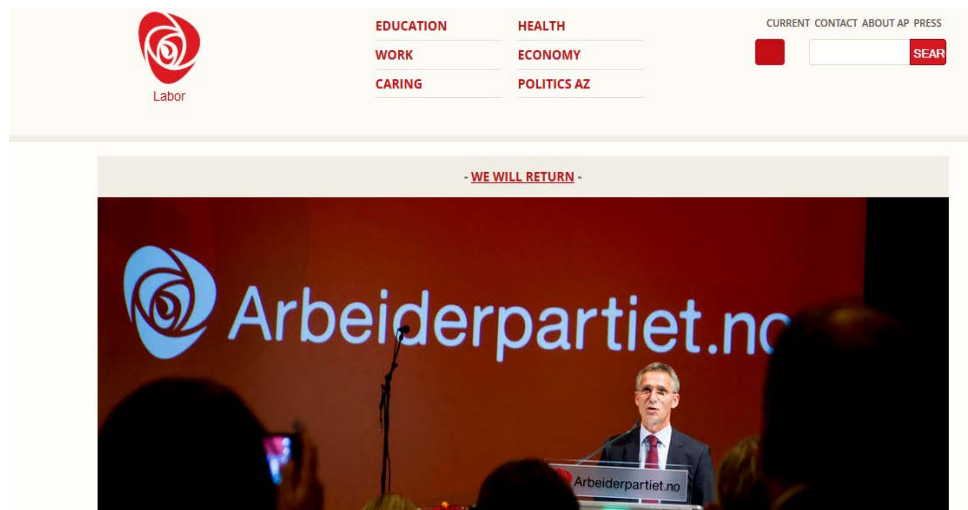 Labor
EDUCATION
HEALTH
WORK
ECONOMY
CARING
POLITICS AZ
CURRENT CONTACT ABOUT AP PRESS
SEAR
- WE WILL RETURN -
Arbeiderpartiet.no
Arbeiderpartiet.no